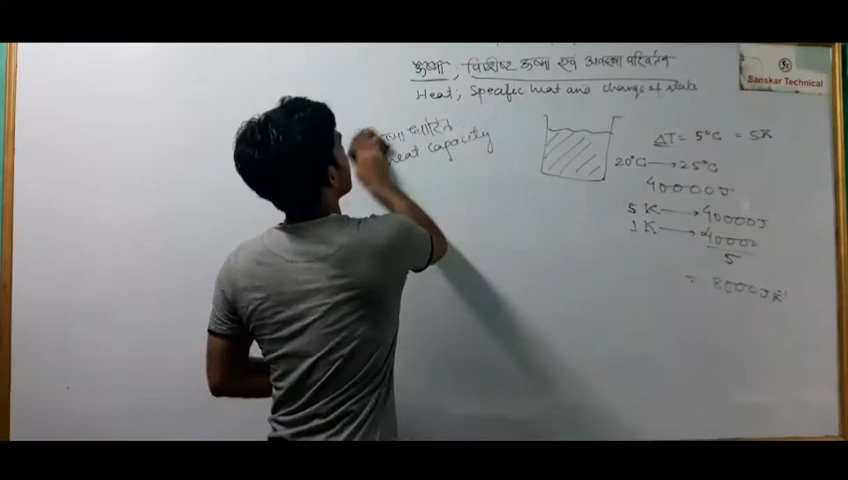 ऊष्मा, विशिष्ट ऊष्मा एवं अवस्था परिवर्तन
Heat, Specific heat and change of state
Sanskar Technical
heat capacity
ΔT = 5°C = 5K
20°C → 25°C
40000J
5 K → 40000J
1 K → 40000
5
= 8000JK⁻¹